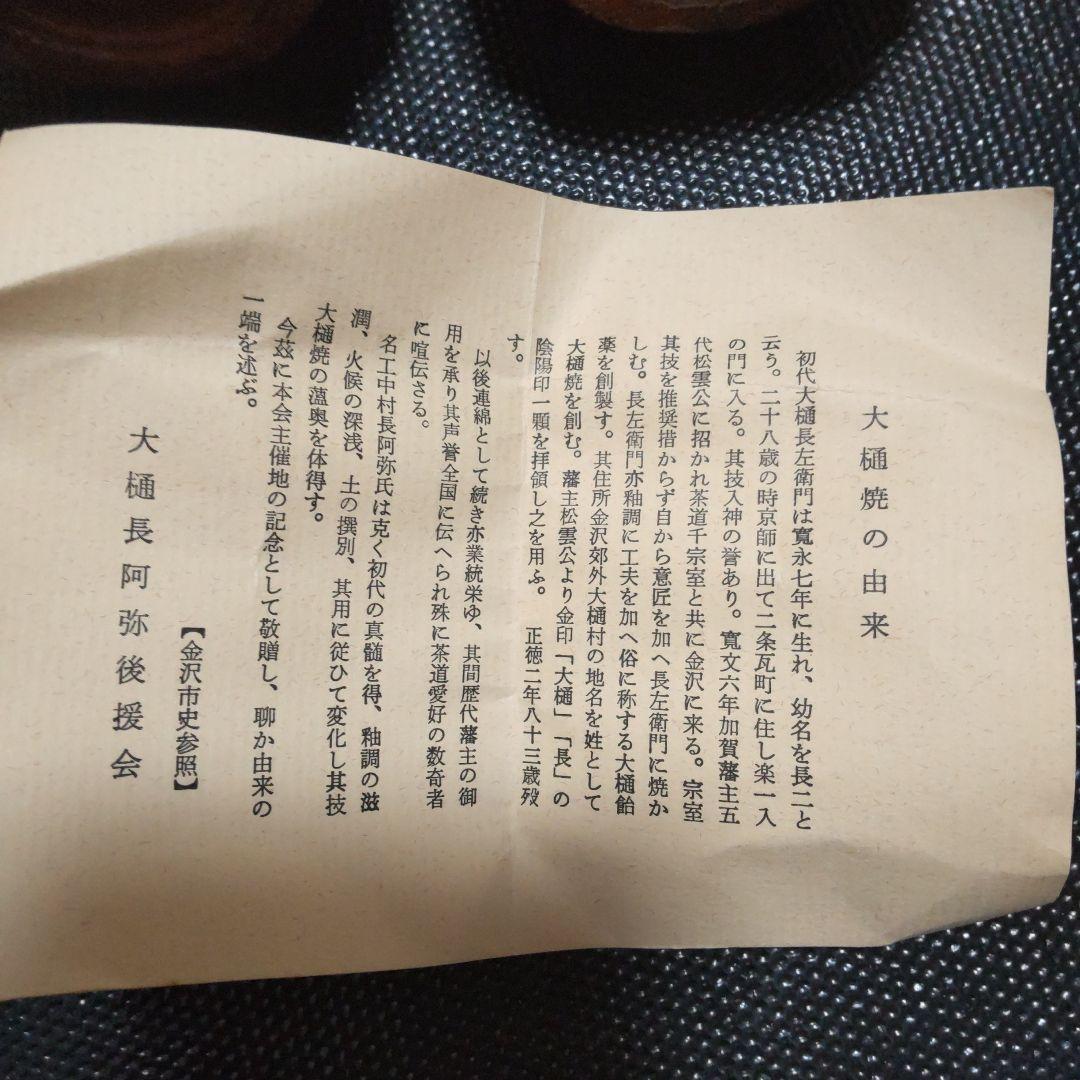 大樋焼の由来
初代大樋長左衛門は寛永七年に生れ、幼名を長二と
云う。二十八歳の時京師に出て二条瓦町に住し楽一入
の門に入る。其技入神の誉あり。寛文六年加賀藩主五
代松雲公に招かれ茶道千宗室と共に金沢に来る。宗室
其技を推奨措からず自から意匠を加へ長左衛門に焼か
しむ。長左衛門亦釉調に工夫を加へ俗に称する大樋飴
薬を創製す。其住所金沢郊外大樋村の地名を姓として
大樋焼を創む。藩主松雲公より金印「大樋」「長」の
陰陽印一顆を拝領し之を用ふ。　正徳二年八十三歳歿
す。
以後連綿として続き亦業統栄ゆ、其間歴代藩主の御
用を承り其声誉全国に伝へられ殊に茶道愛好の数奇者
に喧伝さる。
名工中村長阿弥氏は克く初代の真髄を得、釉調の滋
潤、火候の深浅、土の撰別、其用に従ひて変化し其技
大樋焼の薀奥を体得す。
今茲に本会主催地の記念として敬贈し、聊か由来の
一端を述ぶ。
【金沢市史参照】
大樋長阿弥後援会